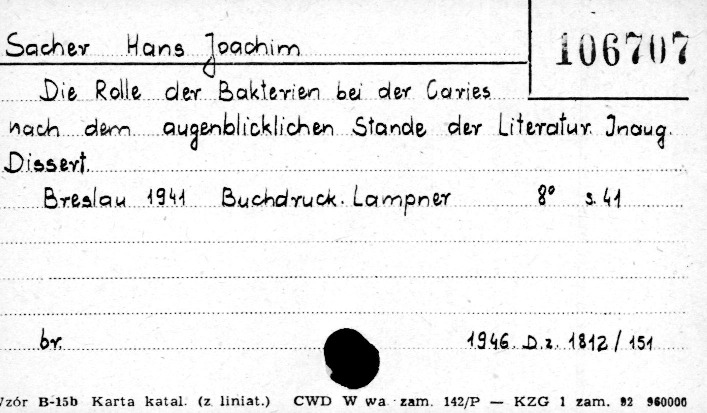 Sacher Hans Joachim
106707
Die Rolle der Bakterien bei der Caries
nach dem augenblicklichen Stande der Literatur. Inaug.
Dissert.
Breslau 1941 Buchdruck. Lampner 8° s. 41
br. 1946. D. z. 1812/151
Wzór B-15b Karta katal. (z liniat.) CWD W wa zam. 142/P — KZG 1 zam. 92 960000